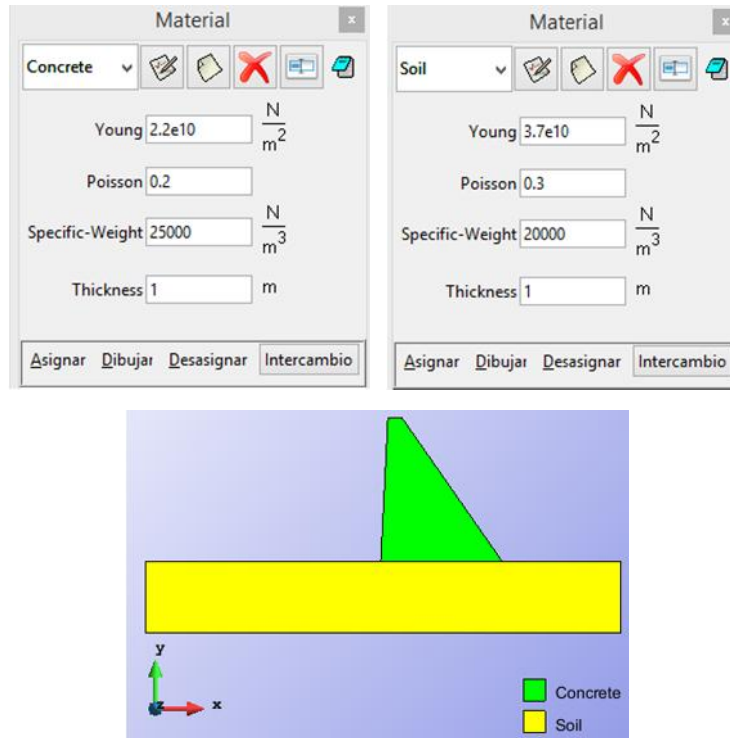 Material
x
Concrete
Young 2.2e10 N/m2
Poisson 0.2
Specific-Weight 25000 N/m3
Thickness 1 m
Asignar Dibujar Desasignar Intercambio
Material
x
Soil
Young 3.7e10 N/m2
Poisson 0.3
Specific-Weight 20000 N/m3
Thickness 1 m
Asignar Dibujar Desasignar Intercambio
y
z x
Concrete
Soil